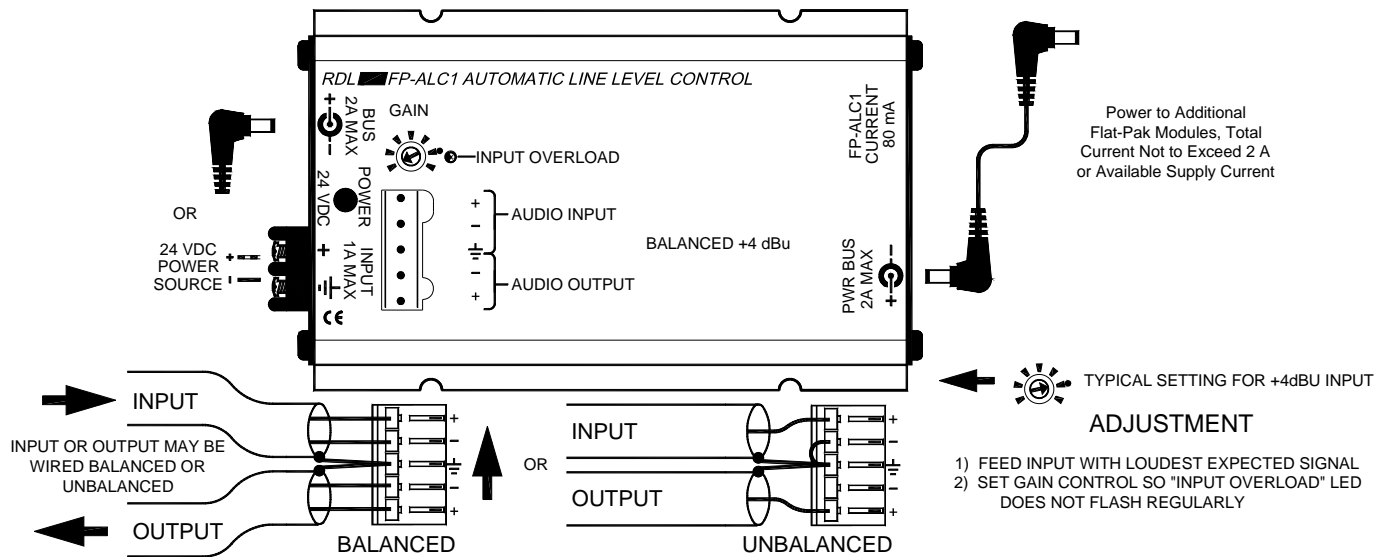 RDL FP-ALC1 AUTOMATIC LINE LEVEL CONTROL
+
-
BUS
2A MAX
GAIN
INPUT OVERLOAD
POWER
24 VDC
INPUT
1A MAX
+
CE
+
-
AUDIO INPUT
-
+
AUDIO OUTPUT
BALANCED +4 dBu
FP-ALC1
CURRENT
80 mA
PWR BUS
2A MAX
-
+
OR
24 VDC
POWER
SOURCE
+
-
Power to Additional
Flat-Pak Modules, Total
Current Not to Exceed 2 A
or Available Supply Current
INPUT
INPUT OR OUTPUT MAY BE
WIRED BALANCED OR
UNBALANCED
OUTPUT
+
-
-
+
BALANCED
OR
INPUT
OUTPUT
+
-
-
+
UNBALANCED
TYPICAL SETTING FOR +4dBU INPUT
ADJUSTMENT
1) FEED INPUT WITH LOUDEST EXPECTED SIGNAL
2) SET GAIN CONTROL SO "INPUT OVERLOAD" LED
DOES NOT FLASH REGULARLY